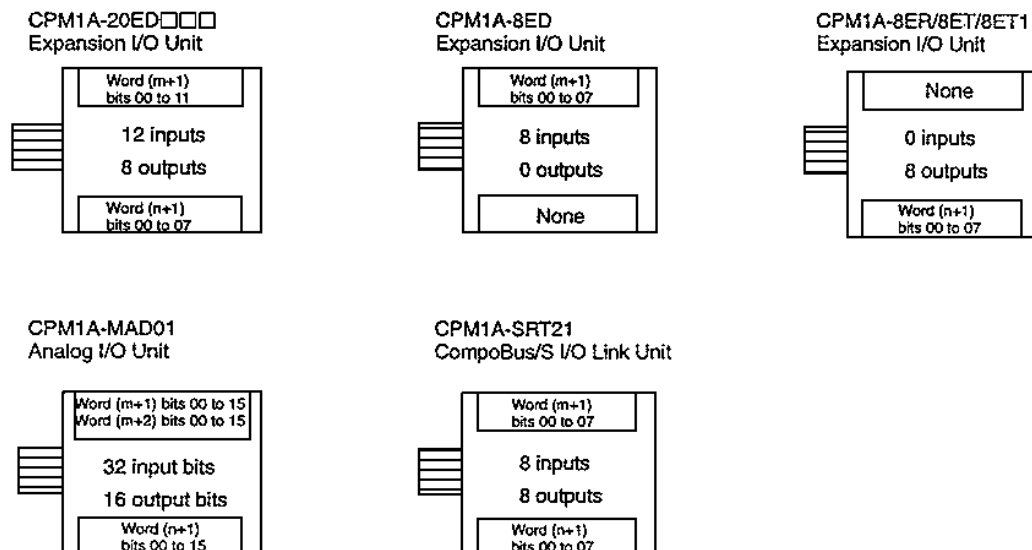 CPM1A-20ED□□□
Expansion I/O Unit
Word (m+1)
bits 00 to 11
12 inputs
8 outputs
Word (n+1)
bits 00 to 07
CPM1A-8ED
Expansion I/O Unit
Word (m+1)
bits 00 to 07
8 inputs
0 outputs
None
CPM1A-8ER/8ET/8ET1
Expansion I/O Unit
None
0 inputs
8 outputs
Word (n+1)
bits 00 to 07
CPM1A-MAD01
Analog I/O Unit
Word (m+1) bits 00 to 15
Word (m+2) bits 00 to 15
32 input bits
16 output bits
Word (n+1)
bits 00 to 15
CPM1A-SRT21
CompoBus/S I/O Link Unit
Word (m+1)
bits 00 to 07
8 inputs
8 outputs
Word (n+1)
bits 00 to 07